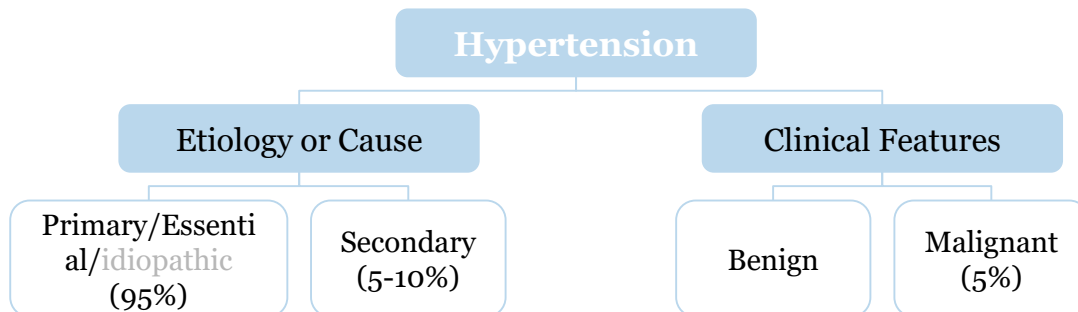 Hypertension
Etiology or Cause
Clinical Features
Primary/Essenti
al/idiopathic
(95%)
Secondary
(5-10%)
Benign
Malignant
(5%)